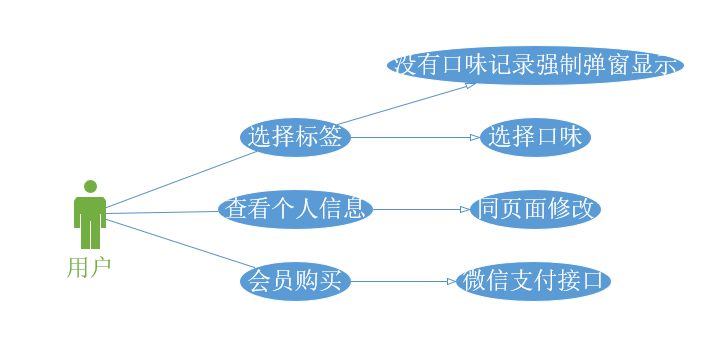 没有口味记录强制弹窗显示
选择标签
选择口味
查看个人信息
同页面修改
用户
会员购买
微信支付接口